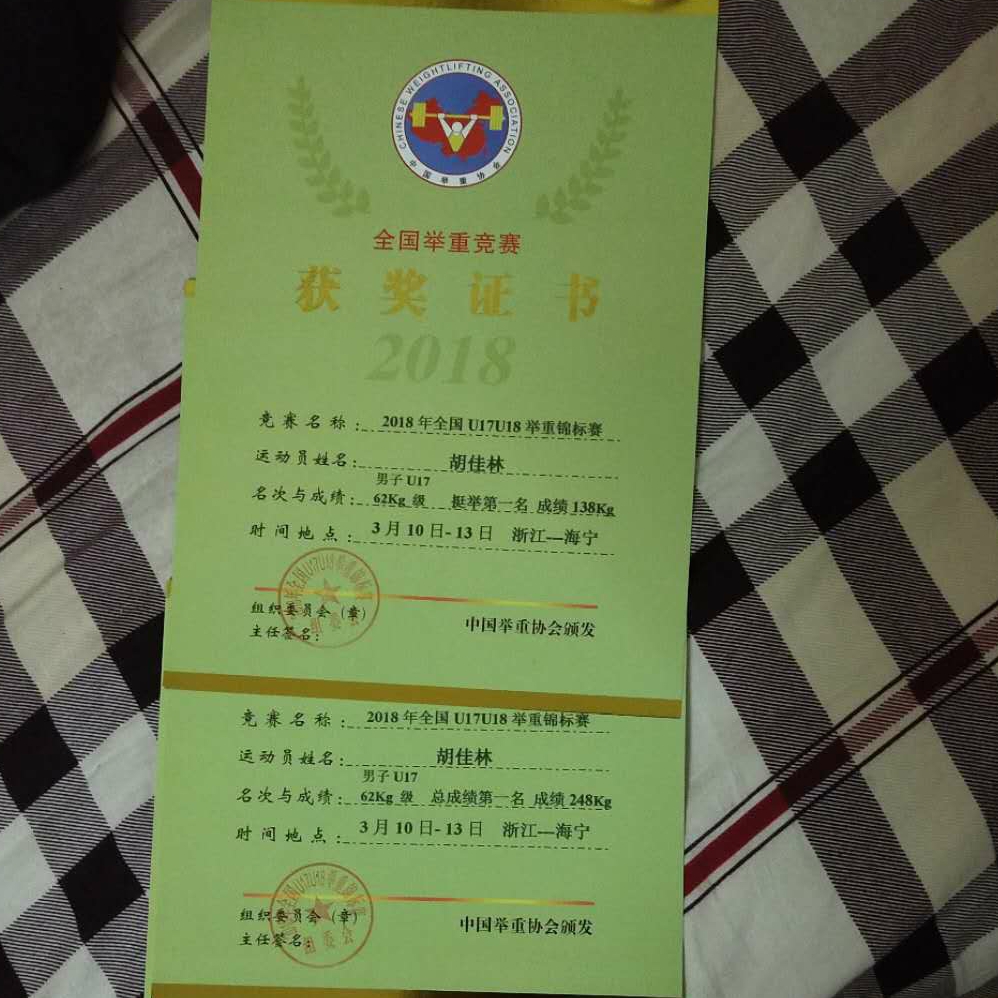 CHINESE WEIGHTLIFTING ASSOCIATION
中国举重协会
全国举重竞赛
获奖证书
2018
竞赛名称:2018年全国U17U18举重锦标赛
运动员姓名:胡佳林
男子U17
名次与成绩:62Kg级 挺举第一名 成绩138Kg
时间地点:3月10日-13日 浙江—海宁
组织委员会(章)
主任签名:
中国举重协会颁发
竞赛名称:2018年全国U17U18举重锦标赛
运动员姓名:胡佳林
男子U17
名次与成绩:62Kg级 总成绩第一名 成绩248Kg
时间地点:3月10日-13日 浙江—海宁
组织委员会(章)
主任签名:
中国举重协会颁发